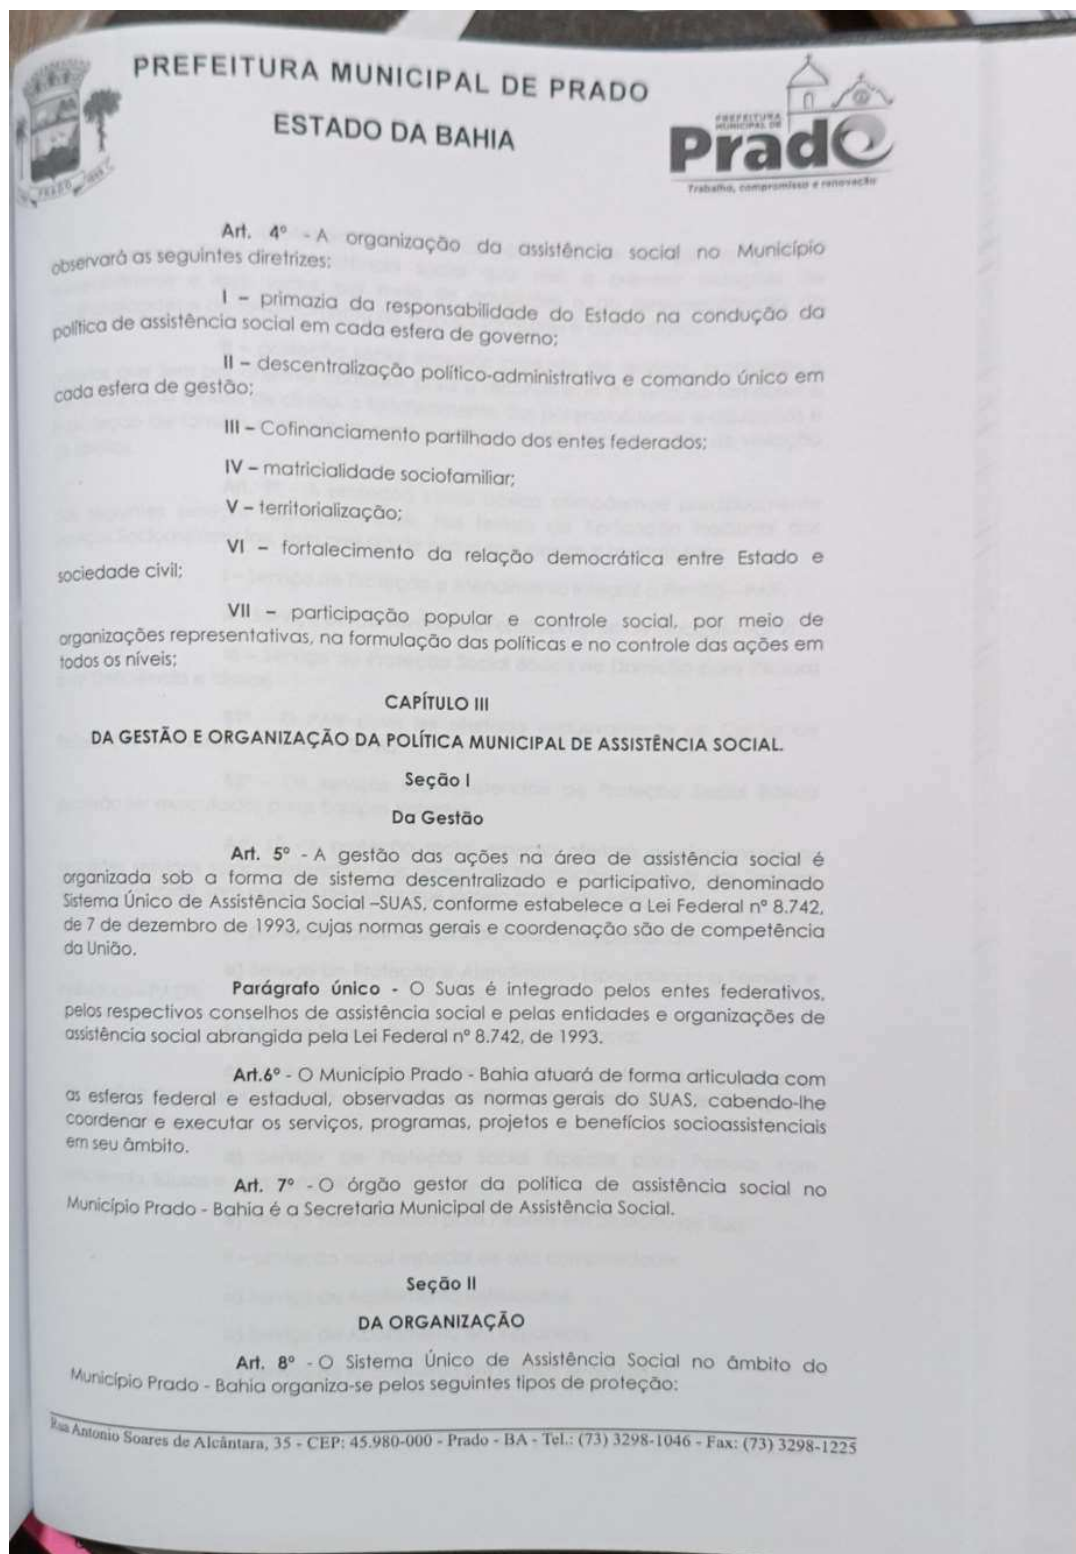 PREFEITURA MUNICIPAL DE PRADO
ESTADO DA BAHIA
PRADO
PREFEITURA
MUNICIPAL DE
Prado
Trabalho, compromisso e renovação
Art. 4º - A organização da assistência social no Município
observará as seguintes diretrizes:
I – primazia da responsabilidade do Estado na condução da
política de assistência social em cada esfera de governo;
II – descentralização político-administrativa e comando único em
cada esfera de gestão;
III – Cofinanciamento partilhado dos entes federados;
IV – matricialidade sociofamiliar;
V – territorialização;
VI – fortalecimento da relação democrática entre Estado e
sociedade civil;
VII – participação popular e controle social, por meio de
organizações representativas, na formulação das políticas e no controle das ações em
todos os níveis;
CAPÍTULO III
DA GESTÃO E ORGANIZAÇÃO DA POLÍTICA MUNICIPAL DE ASSISTÊNCIA SOCIAL.
Seção I
Da Gestão
Art. 5º - A gestão das ações na área de assistência social é
organizada sob a forma de sistema descentralizado e participativo, denominado
Sistema Único de Assistência Social –SUAS, conforme estabelece a Lei Federal nº 8.742,
de 7 de dezembro de 1993, cujas normas gerais e coordenação são de competência
da União.
Parágrafo único - O Suas é integrado pelos entes federativos,
pelos respectivos conselhos de assistência social e pelas entidades e organizações de
assistência social abrangida pela Lei Federal nº 8.742, de 1993.
Art.6º - O Município Prado - Bahia atuará de forma articulada com
as esferas federal e estadual, observadas as normas gerais do SUAS, cabendo-lhe
coordenar e executar os serviços, programas, projetos e benefícios socioassistenciais
em seu âmbito.
Art. 7º - O órgão gestor da política de assistência social no
Município Prado - Bahia é a Secretaria Municipal de Assistência Social.
Seção II
DA ORGANIZAÇÃO
Art. 8º - O Sistema Único de Assistência Social no âmbito do
Município Prado - Bahia organiza-se pelos seguintes tipos de proteção:
Rua Antonio Soares de Alcântara, 35 - CEP: 45.980-000 - Prado - BA - Tel.: (73) 3298-1046 - Fax: (73) 3298-1225